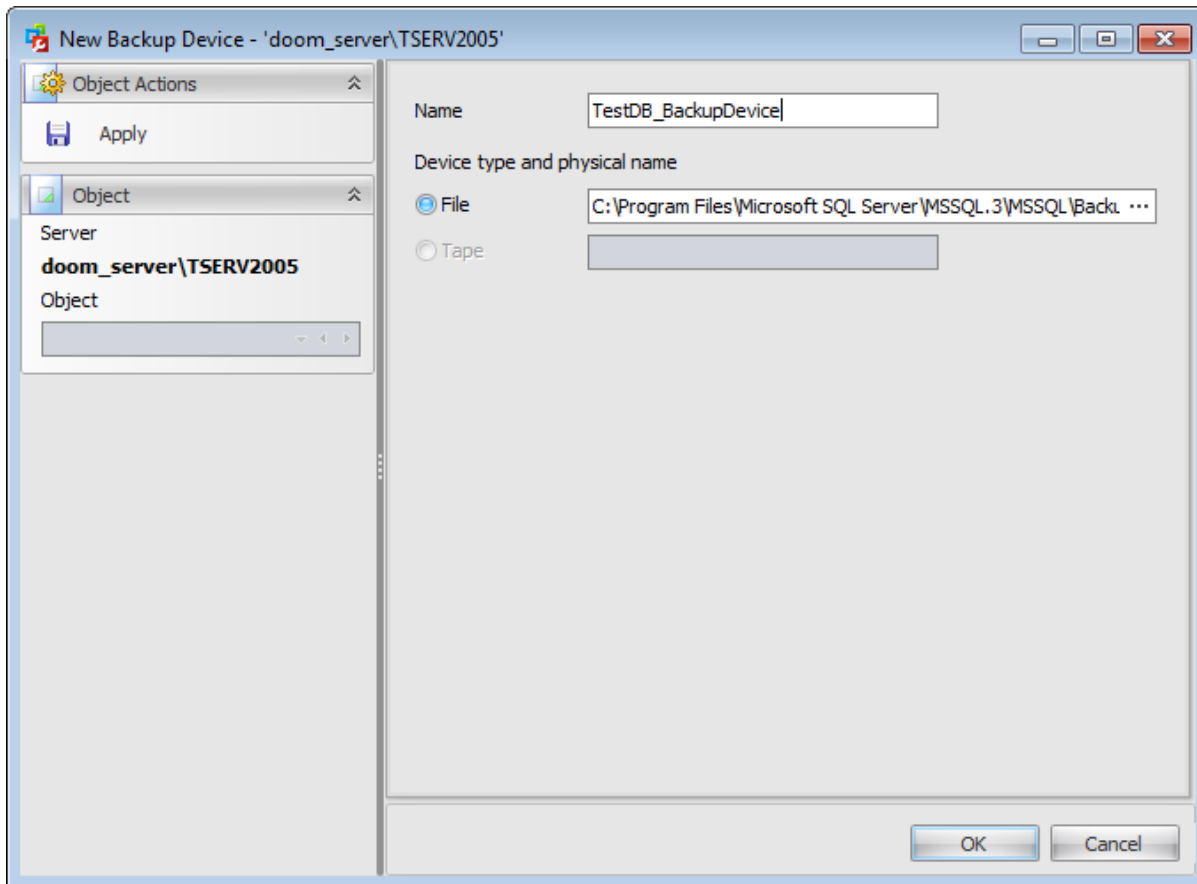 New Backup Device - 'doom_server\TSERV2005'
Object Actions
Apply
Object
Server
doom_server\TSERV2005
Object
Name TestDB_BackupDevice
Device type and physical name
File C:\Program Files\Microsoft SQL Server\MSSQL.3\MSSQL\Backu ...
Tape
OK Cancel